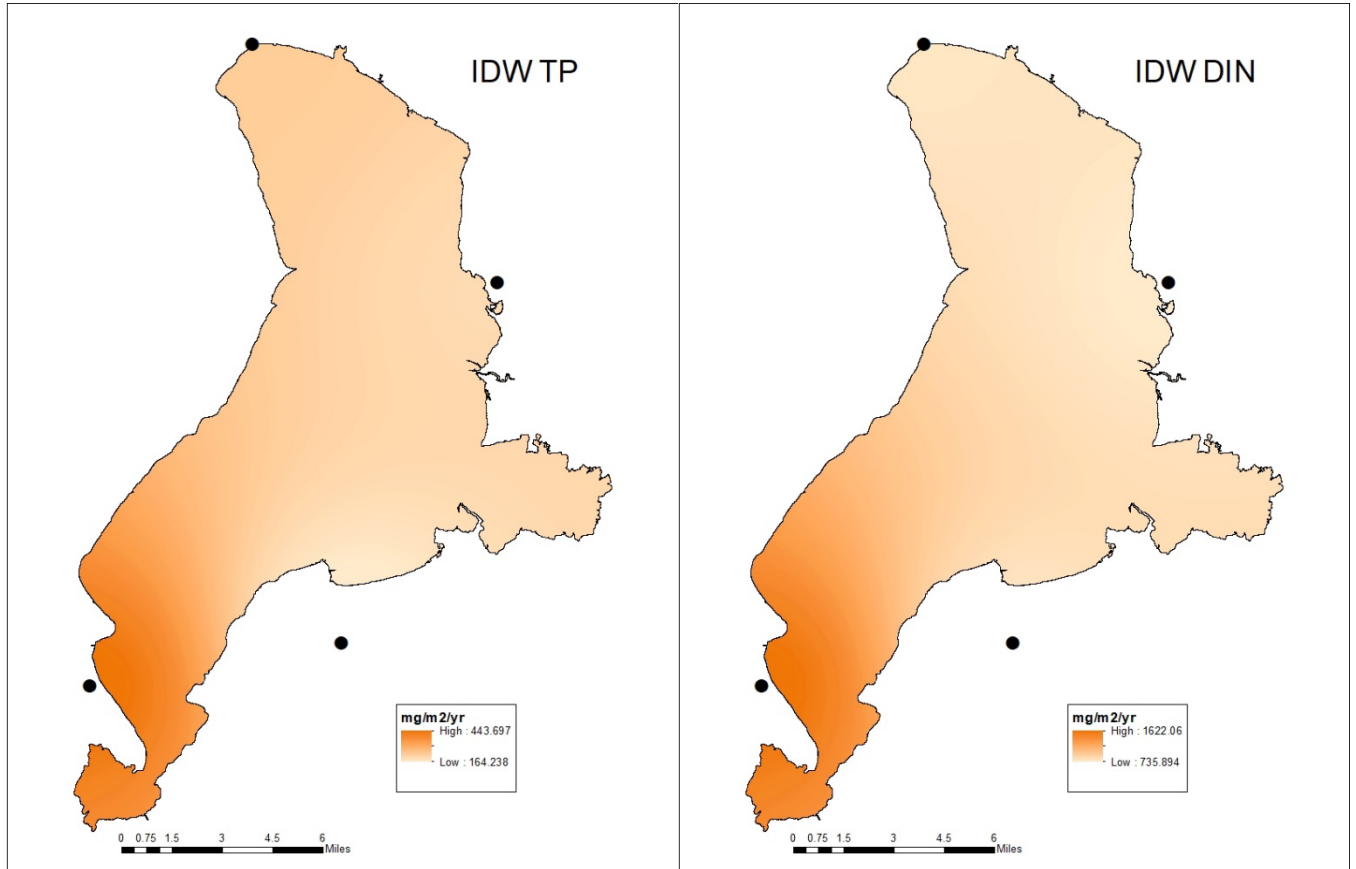 IDW TP
mg/m2/yr
High : 443.697
Low : 164.238
0 0.75 1.5 3 4.5 6
Miles
IDW DIN
mg/m2/yr
High : 1622.06
Low : 735.894
0 0.75 1.5 3 4.5 6
Miles